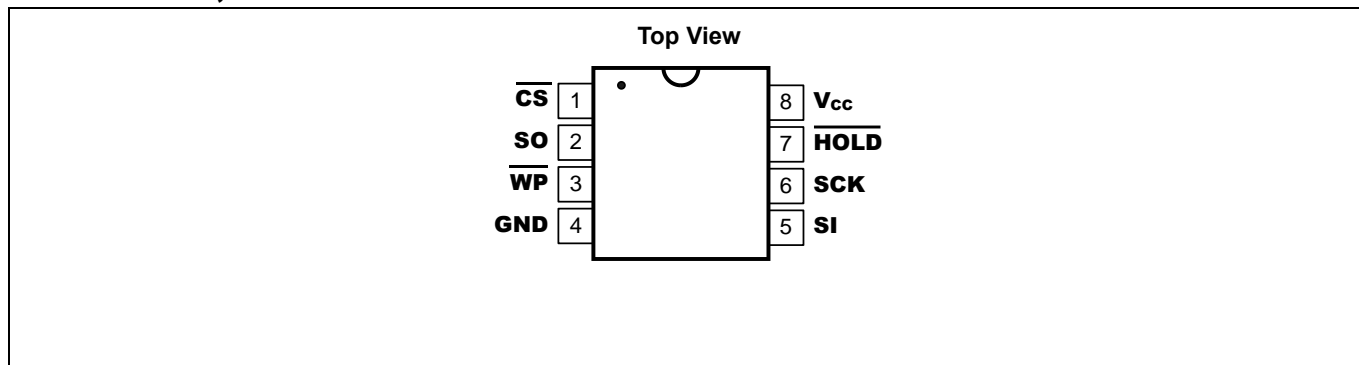 Top View
CS 1
SO 2
WP 3
GND 4
8 Vcc
7 HOLD
6 SCK
5 SI